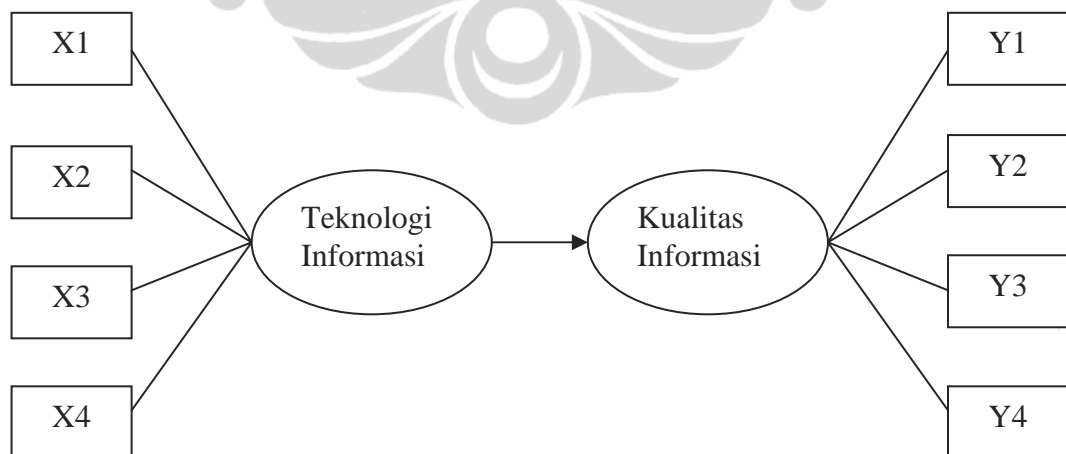 X1
X2
X3
X4
Teknologi
Informasi
Kualitas
Informasi
Y1
Y2
Y3
Y4